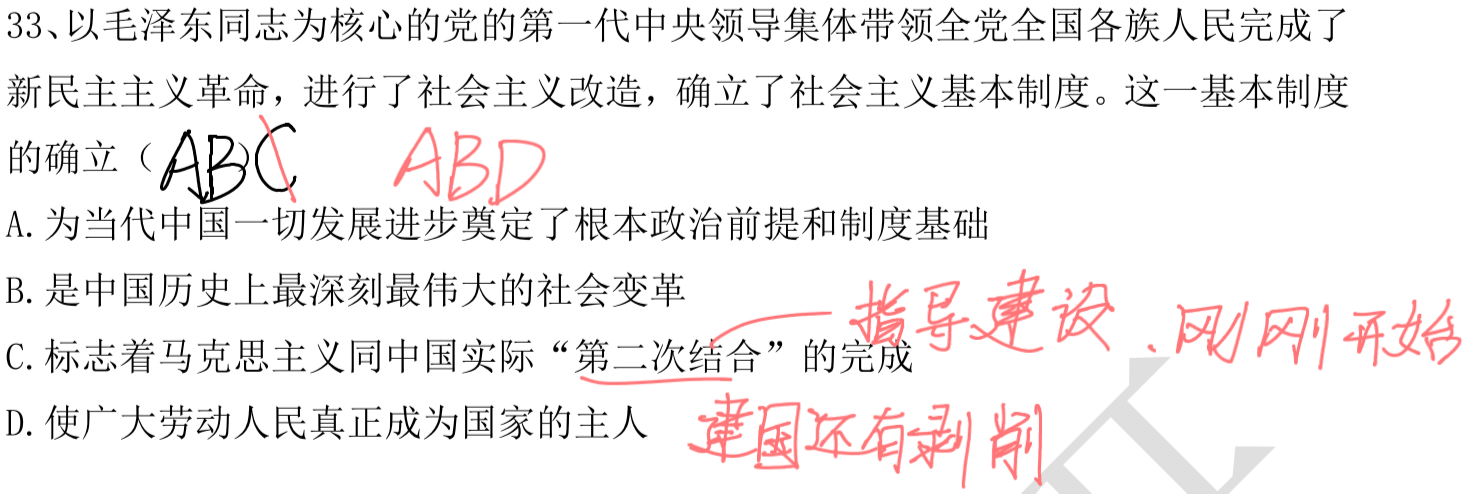 33、以毛泽东同志为核心的党的第一代中央领导集体带领全党全国各族人民完成了
新民主主义革命，进行了社会主义改造，确立了社会主义基本制度。这一基本制度
的确立（ABC） ABD
A.为当代中国一切发展进步奠定了根本政治前提和制度基础
B.是中国历史上最深刻最伟大的社会变革
指导建设.刚刚开始
C.标志着马克思主义同中国实际“第二次结合”的完成
D.使广大劳动人民真正成为国家的主人 建国还有剥削